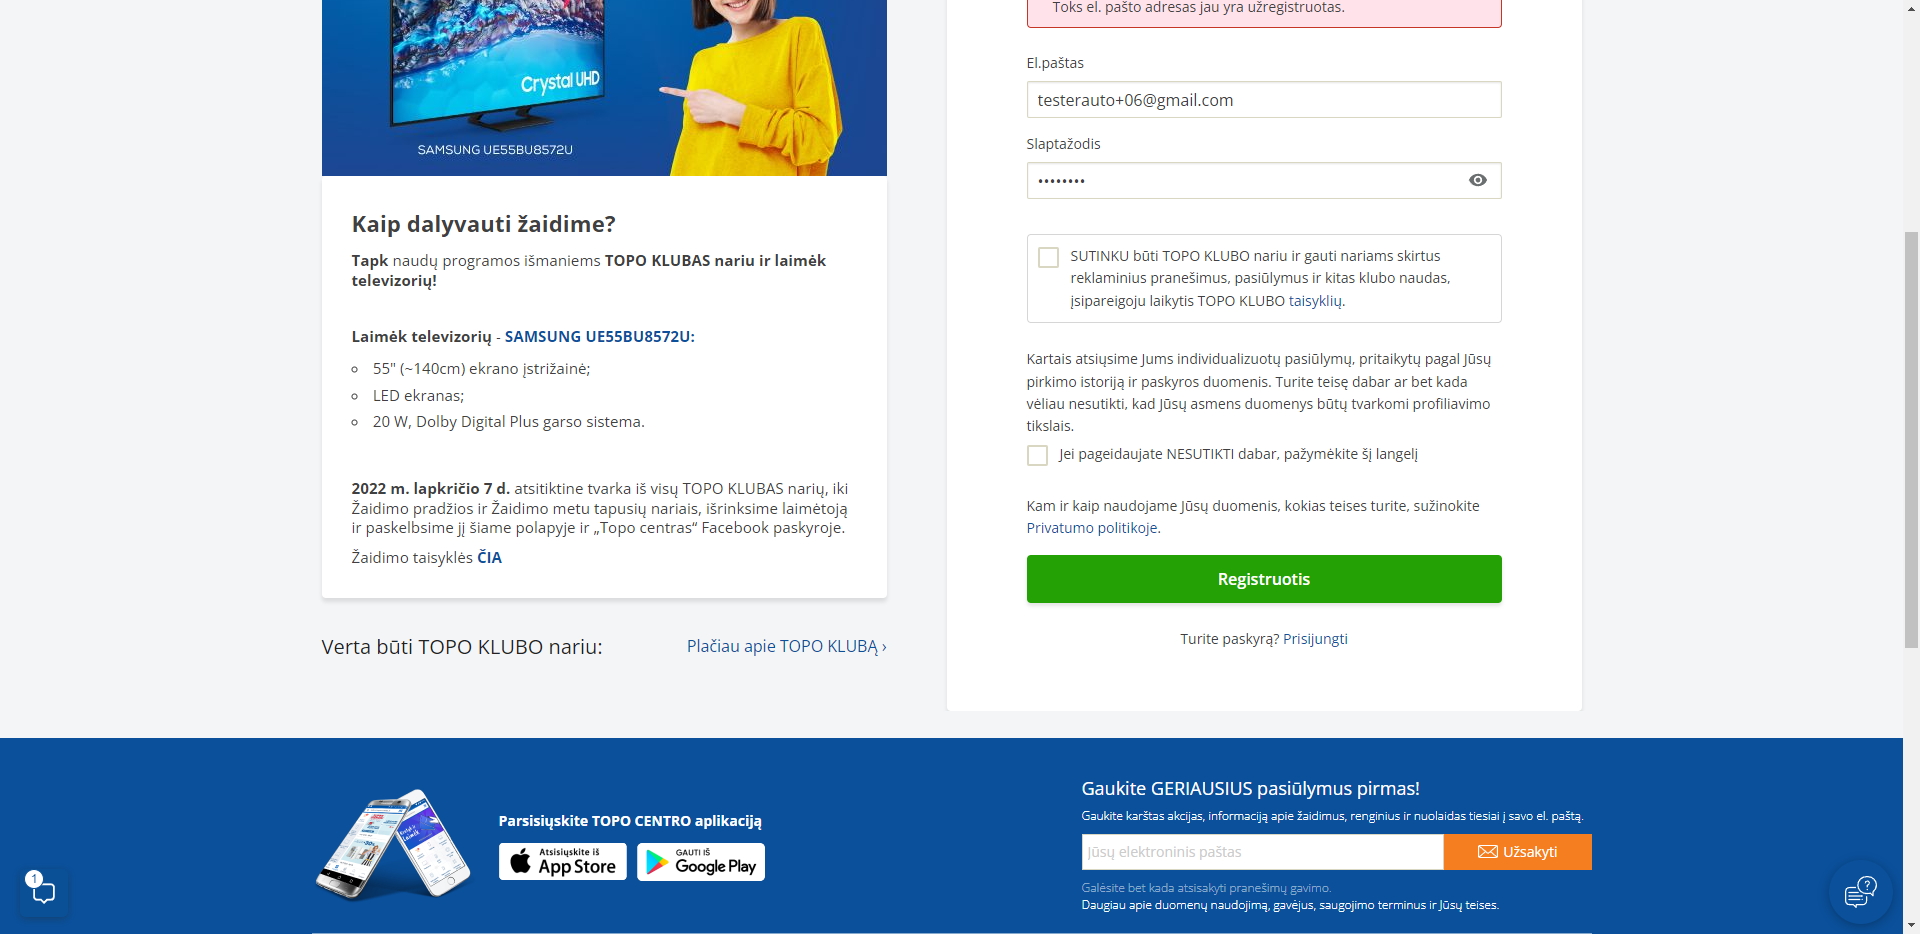 Crystal UHD
SAMSUNG UE55BU8572U
Kaip dalyvauti žaidime?
Tapk naudų programos išmaniems TOPO KLUBAS nariu ir laimėk
televizorių!
Laimėk televizorių - SAMSUNG UE55BU8572U:
55" (~140cm) ekrano įstrižainė;
LED ekranas;
20 W, Dolby Digital Plus garso sistema.
2022 m. lapkričio 7 d. atsitiktine tvarka iš visų TOPO KLUBAS narių, iki
Žaidimo pradžios ir Žaidimo metu tapusių nariais, išrinksime laimėtoją
ir paskelbsime jį šiame polapyje ir „Topo centras“ Facebook paskyroje.
Žaidimo taisyklės ČIA
Verta būti TOPO KLUBO nariu:
Plačiau apie TOPO KLUBĄ ›
Toks el. pašto adresas jau yra užregistruotas.
El.paštas
testerauto+06@gmail.com
Slaptažodis
••••••••
SUTINKU būti TOPO KLUBO nariu ir gauti nariams skirtus
reklaminius pranešimus, pasiūlymus ir kitas klubo naudas,
įsipareigoju laikytis TOPO KLUBO taisyklių.
Kartais atsiųsime Jums individualizuotų pasiūlymų, pritaikytų pagal Jūsų
pirkimo istoriją ir paskyros duomenis. Turite teisę dabar ar bet kada
vėliau nesutikti, kad Jūsų asmens duomenys būtų tvarkomi profiliavimo
tikslais.
Jei pageidaujate NESUTIKTI dabar, pažymėkite šį langelį
Kam ir kaip naudojame Jūsų duomenis, kokias teises turite, sužinokite
Privatumo politikoje.
Registruotis
Turite paskyrą? Prisijungti
Parsisiųskite TOPO CENTRO aplikaciją
Atsisiųskite iš
App Store
GAUTI IŠ
Google Play
Gaukite GERIAUSIUS pasiūlymus pirmas!
Gaukite karštas akcijas, informaciją apie žaidimus, renginius ir nuolaidas tiesiai į savo el. paštą.
Jūsų elektroninis paštas
Užsakyti
Galėsite bet kada atsisakyti pranešimų gavimo.
Daugiau apie duomenų naudojimą, gavėjus, saugojimo terminus ir Jūsų teises.
1
?